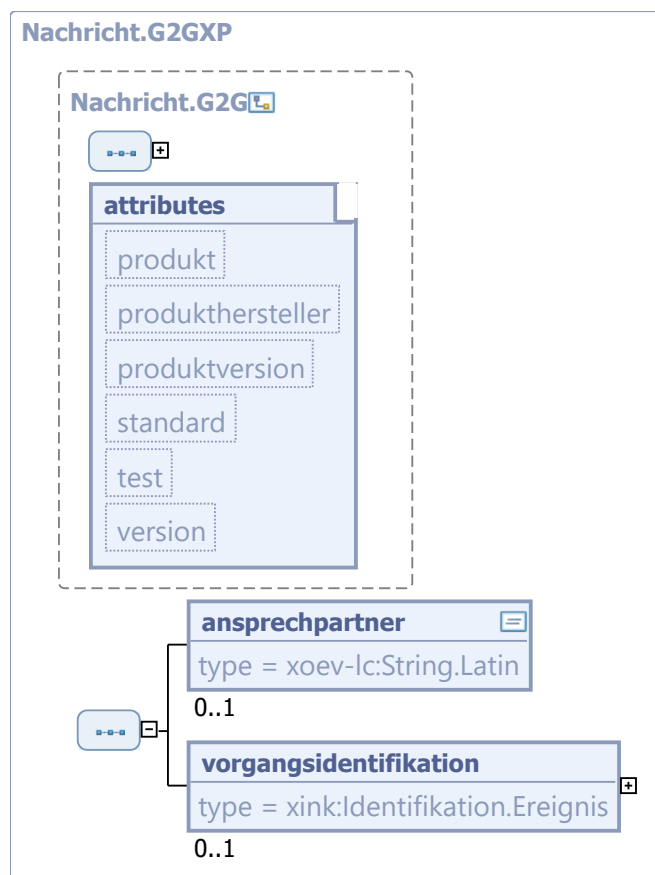 Nachricht.G2GXP
Nachricht.G2G
attributes
produkt
produkthersteller
produktversion
standard
test
version
ansprechpartner
type = xoev-lc:String.Latin
0..1
vorgangsidentifikation
type = xink:Identifikation.Ereignis
0..1